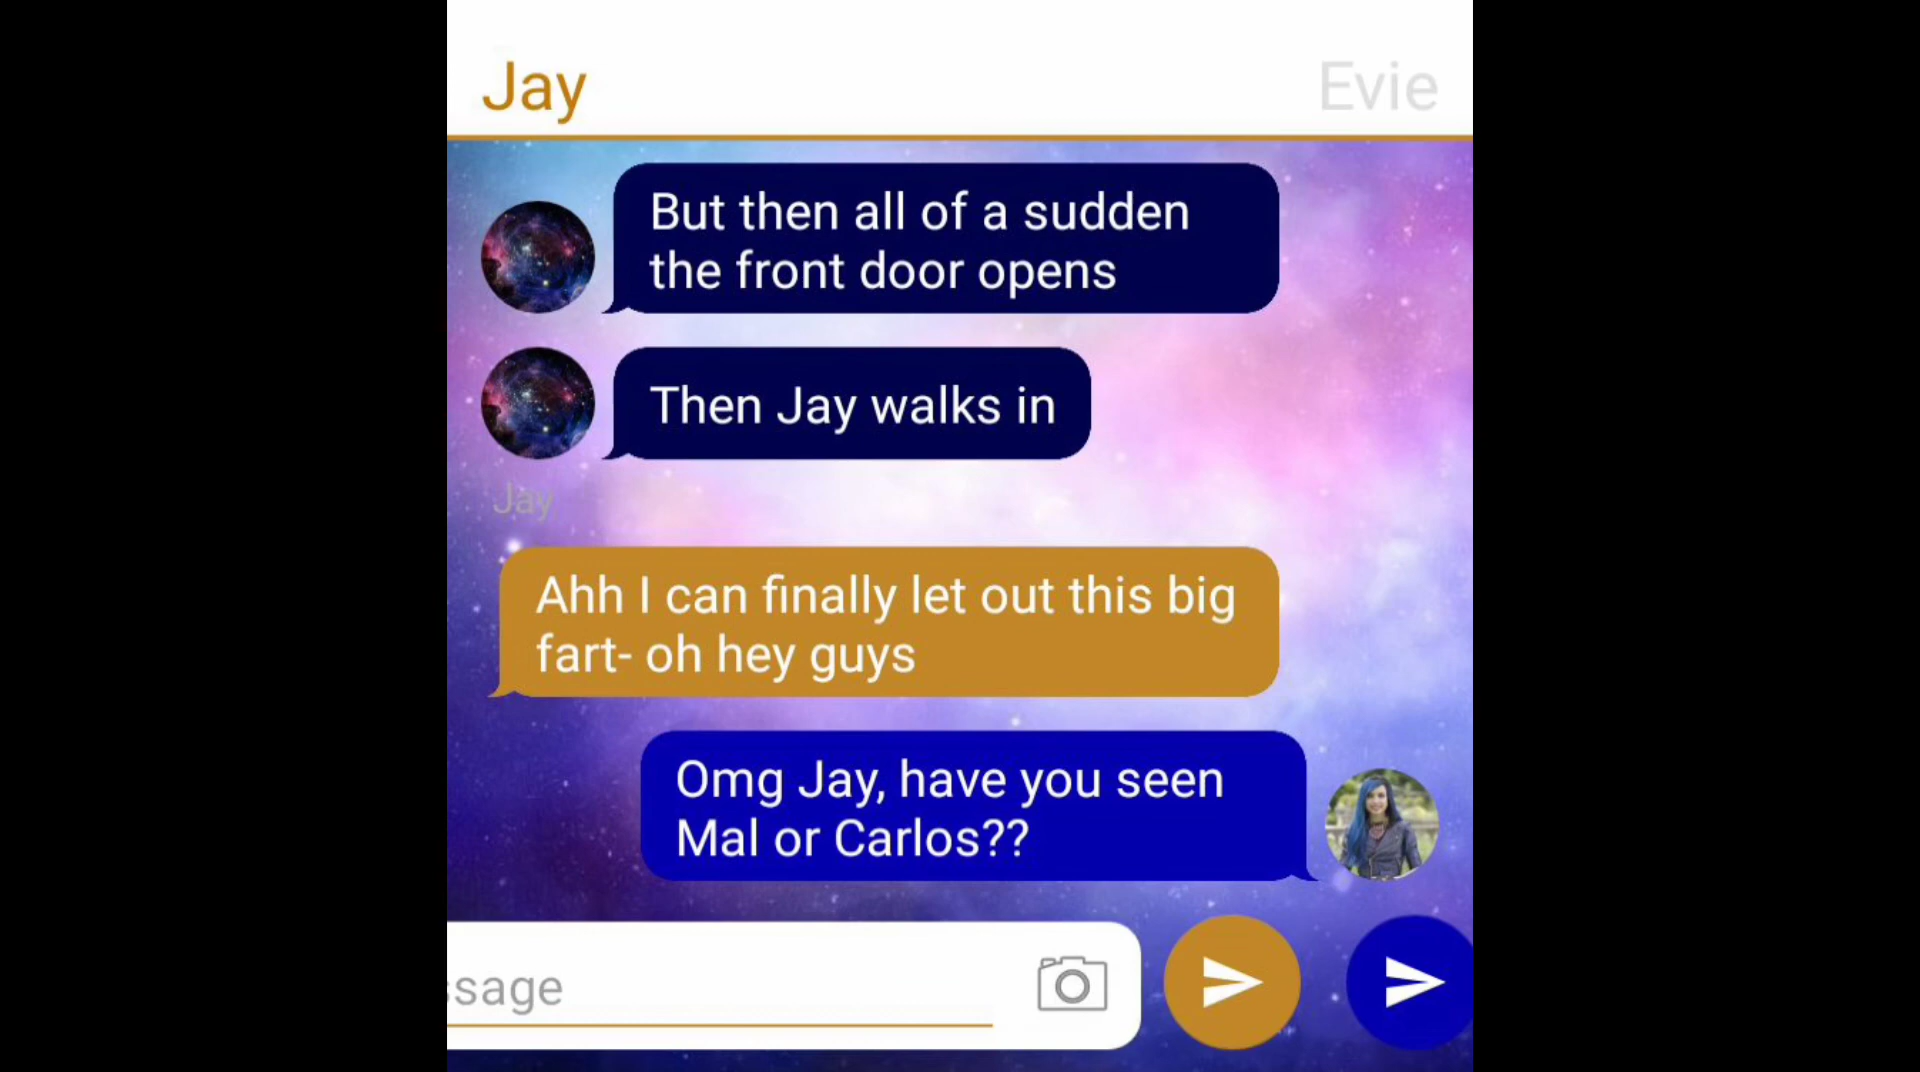 Jay
Evie
But then all of a sudden
the front door opens
Then Jay walks in
Jay
Ahh I can finally let out this big
fart- oh hey guys
Omg Jay, have you seen
Mal or Carlos??
ssage